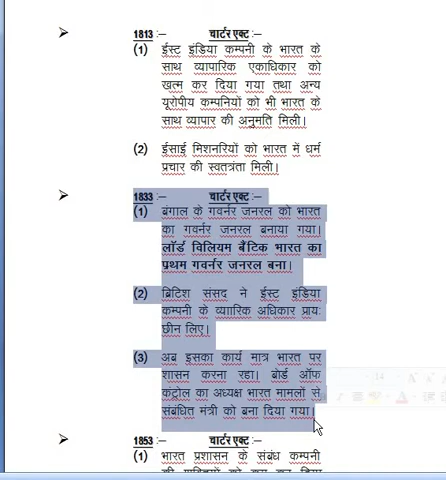 ➤ 1813 :– चार्टर एक्ट :–
(1) ईस्ट इंडिया कम्पनी के भारत के
साथ व्यापारिक एकाधिकार को
खत्म कर दिया गया तथा अन्य
यूरोपीय कम्पनियों को भी भारत के
साथ व्यापार की अनुमति मिली।
(2) ईसाई मिशनरियों को भारत में धर्म
प्रचार की स्वतत्रंता मिली।
➤ 1833 :– चार्टर एक्ट :–
(1) बंगाल के गवर्नर जनरल को भारत
का गवर्नर जनरल बनाया गया।
लॉर्ड विलियम बैंटिक भारत का
प्रथम गवर्नर जनरल बना।
(2) ब्रिटिश संसद ने ईस्ट इंडिया
कम्पनी के व्याारिक अधिकार प्रायः
छीन लिए।
(3) अब इसका कार्य मात्र भारत पर
शासन करना रहा। बोर्ड ऑफ
कंट्रोल का अध्यक्ष भारत मामलों से
संबंधित मंत्री को बना दिया गया।
➤ 1853 :– चार्टर एक्ट :–
(1) भारत प्रशासन के संबंध कम्पनी